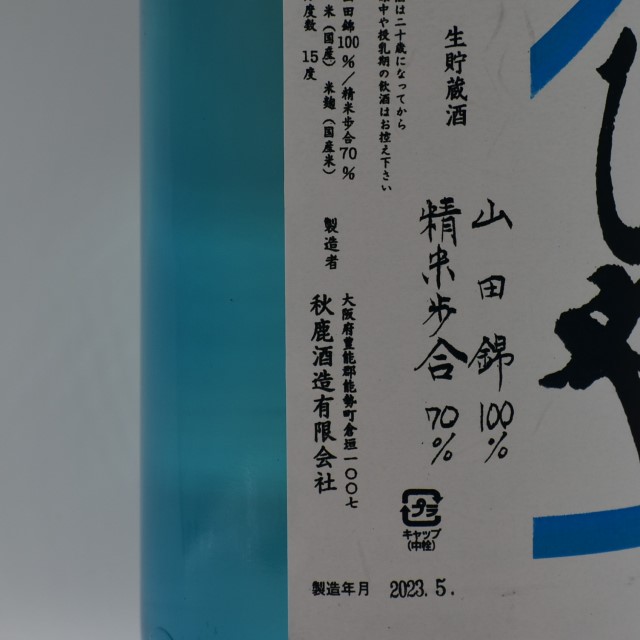 生貯蔵酒
山田錦100%
精米歩合70%
は二十歳になってから
中や授乳期の飲酒はお控え下さい
田錦100%/精米歩合70%
米(国産)米麹(国産米)
度数 15度
製造者
大阪府豊能郡能勢町倉垣一〇〇七
秋鹿酒造有限会社
プラ
キャップ
(中栓)
製造年月 2023.5.